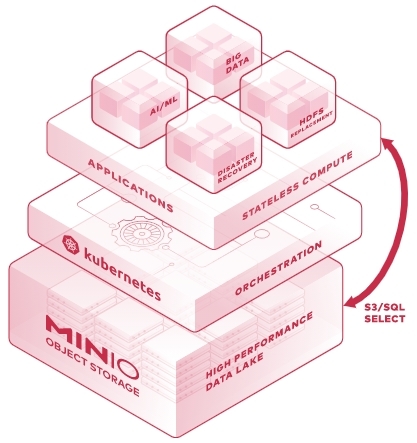 BIG
DATA
AI/ML
HDFS
REPLACEMENT
DISASTER
RECOVERY
APPLICATIONS
STATELESS COMPUTE
kubernetes
ORCHESTRATION
S3/SQL
SELECT
MINIO
OBJECT STORAGE
HIGH PERFORMANCE
DATA LAKE